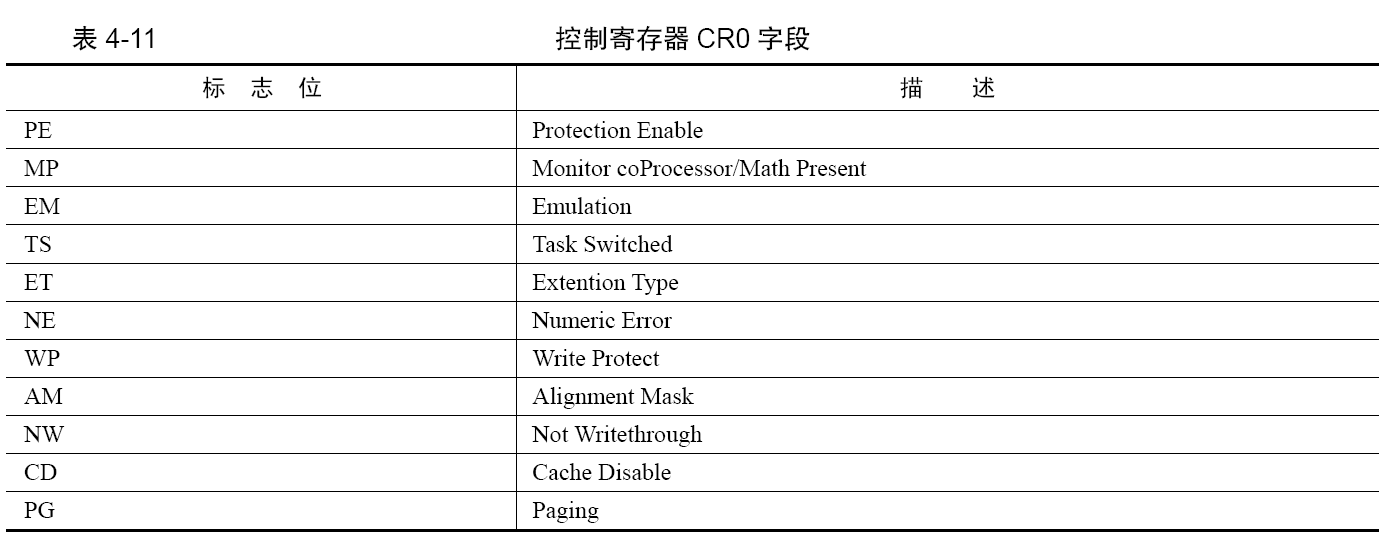 表 4-11 控制寄存器 CR0 字段
标 志 位 描 述
PE Protection Enable
MP Monitor coProcessor/Math Present
EM Emulation
TS Task Switched
ET Extention Type
NE Numeric Error
WP Write Protect
AM Alignment Mask
NW Not Writethrough
CD Cache Disable
PG Paging